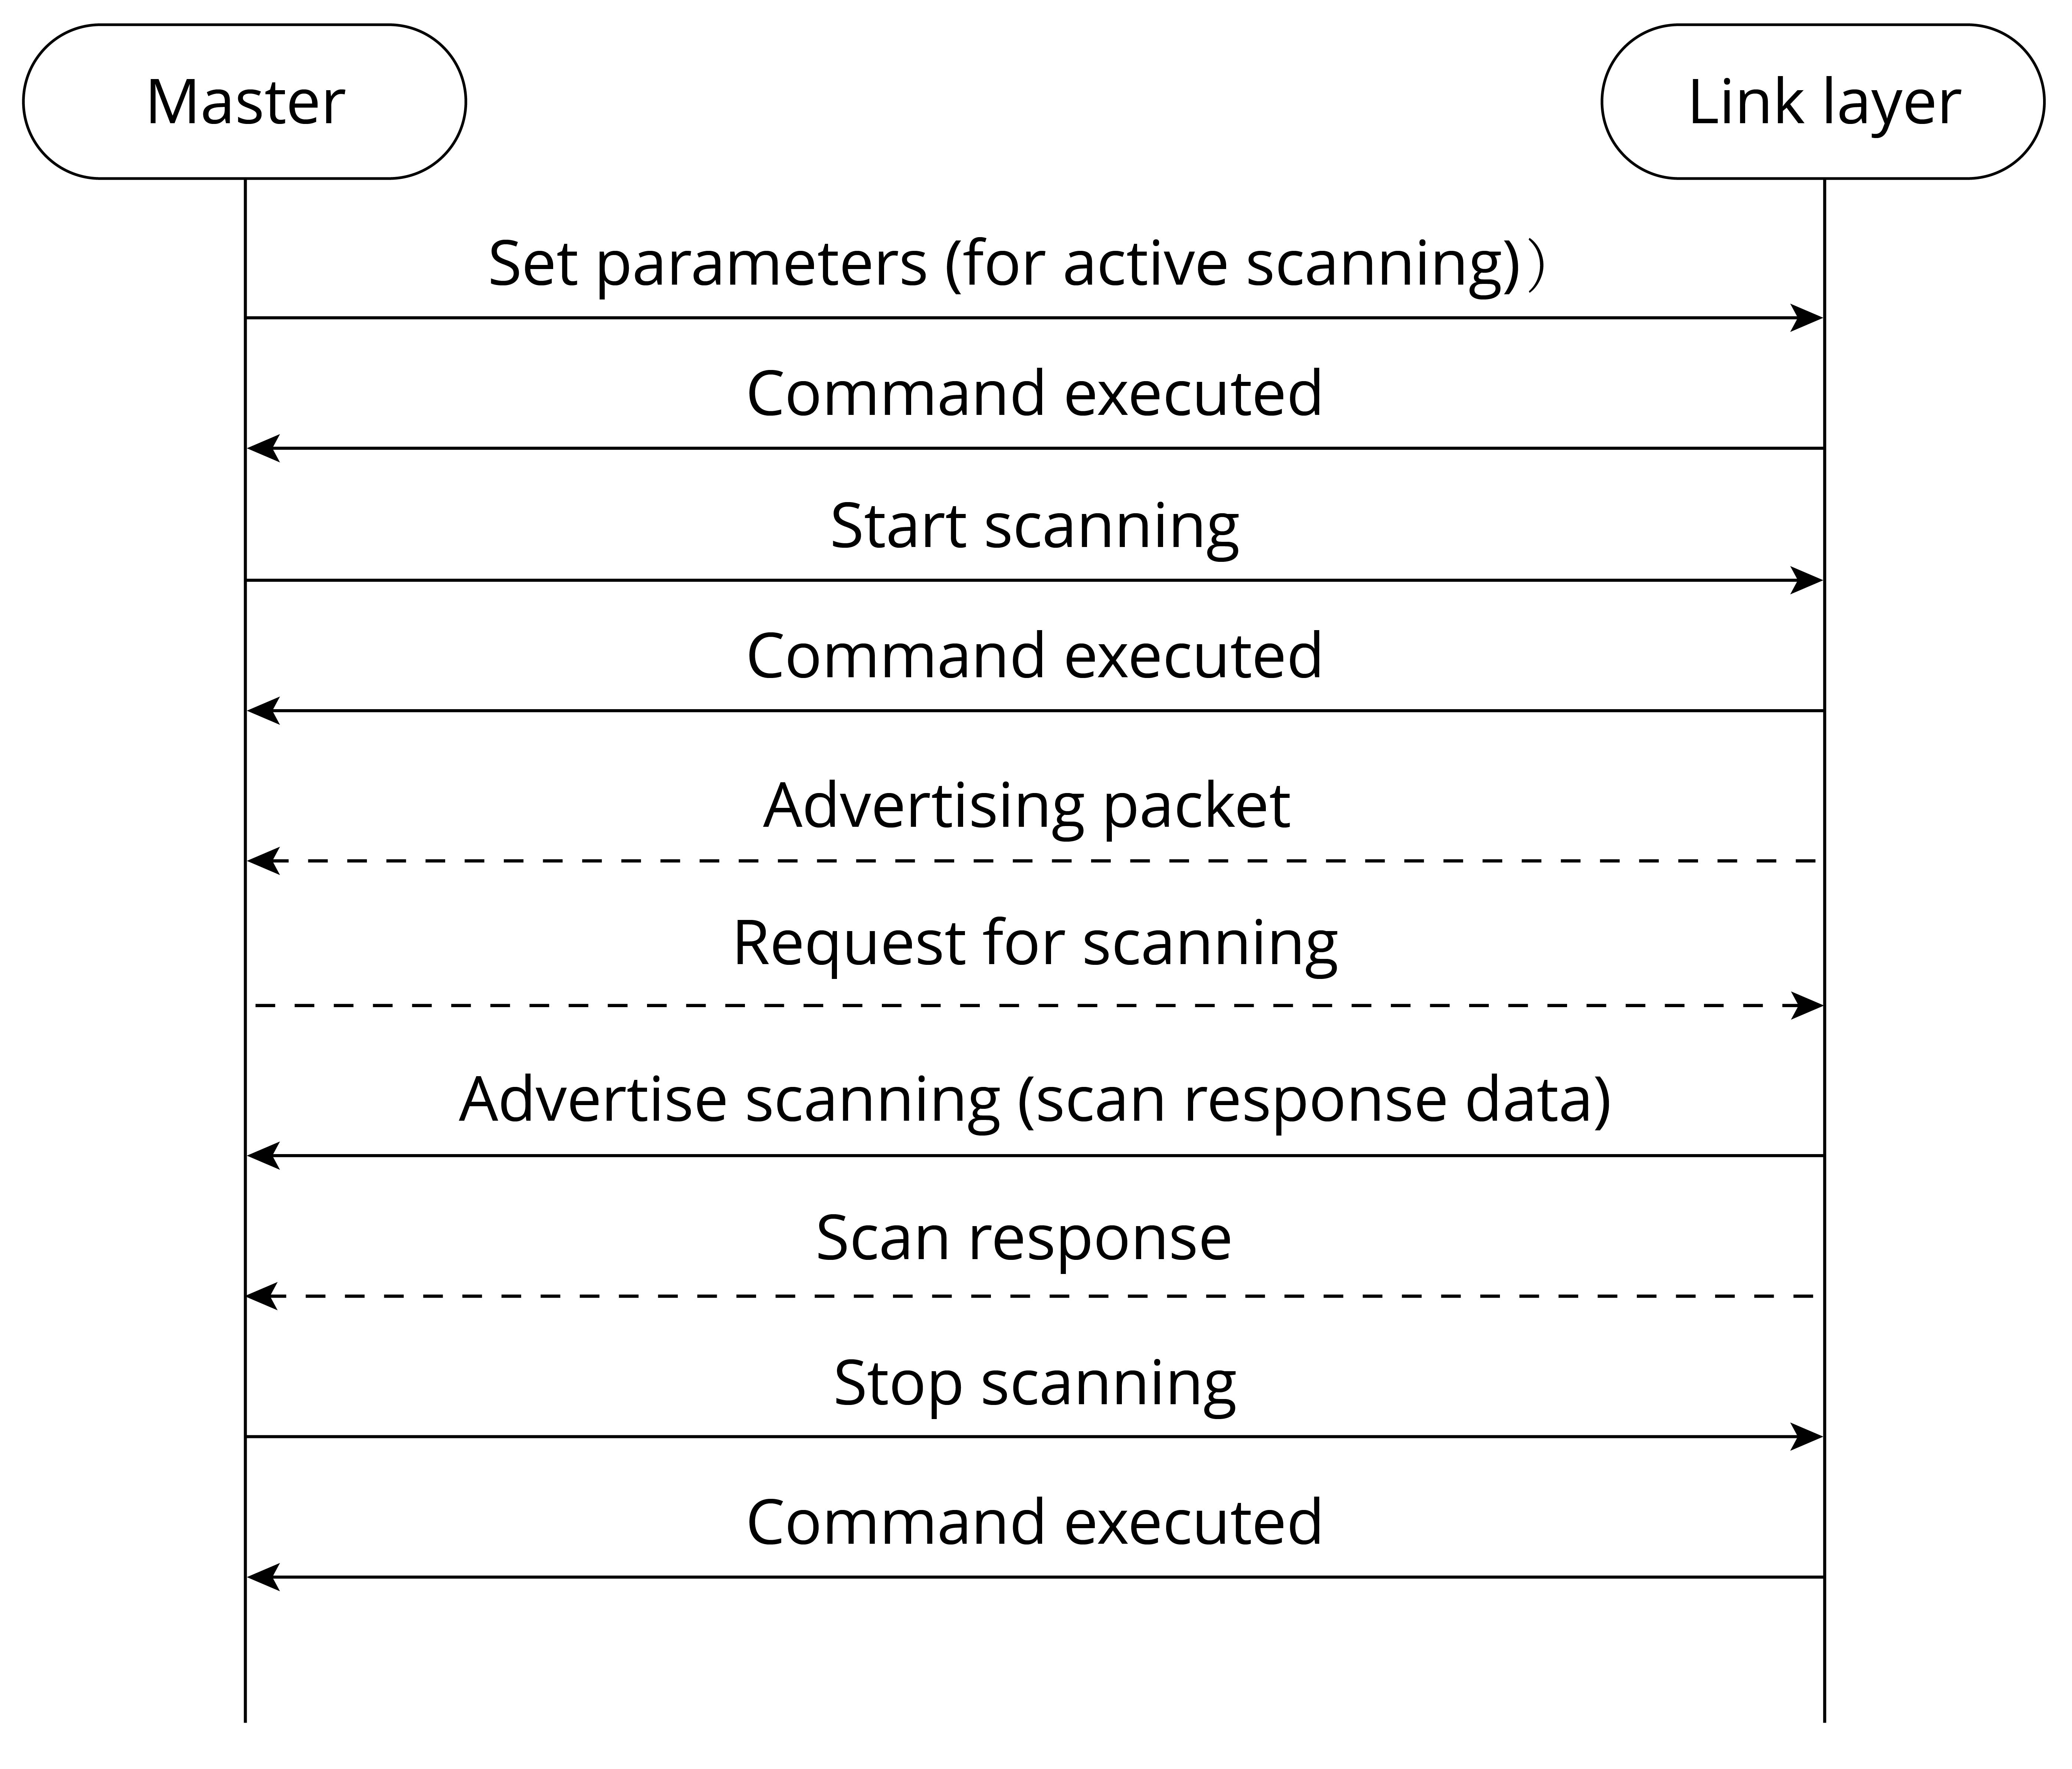 Master
Link layer
Set parameters (for active scanning)）
Command executed
Start scanning
Command executed
Advertising packet
Request for scanning
Advertise scanning (scan response data)
Scan response
Stop scanning
Command executed